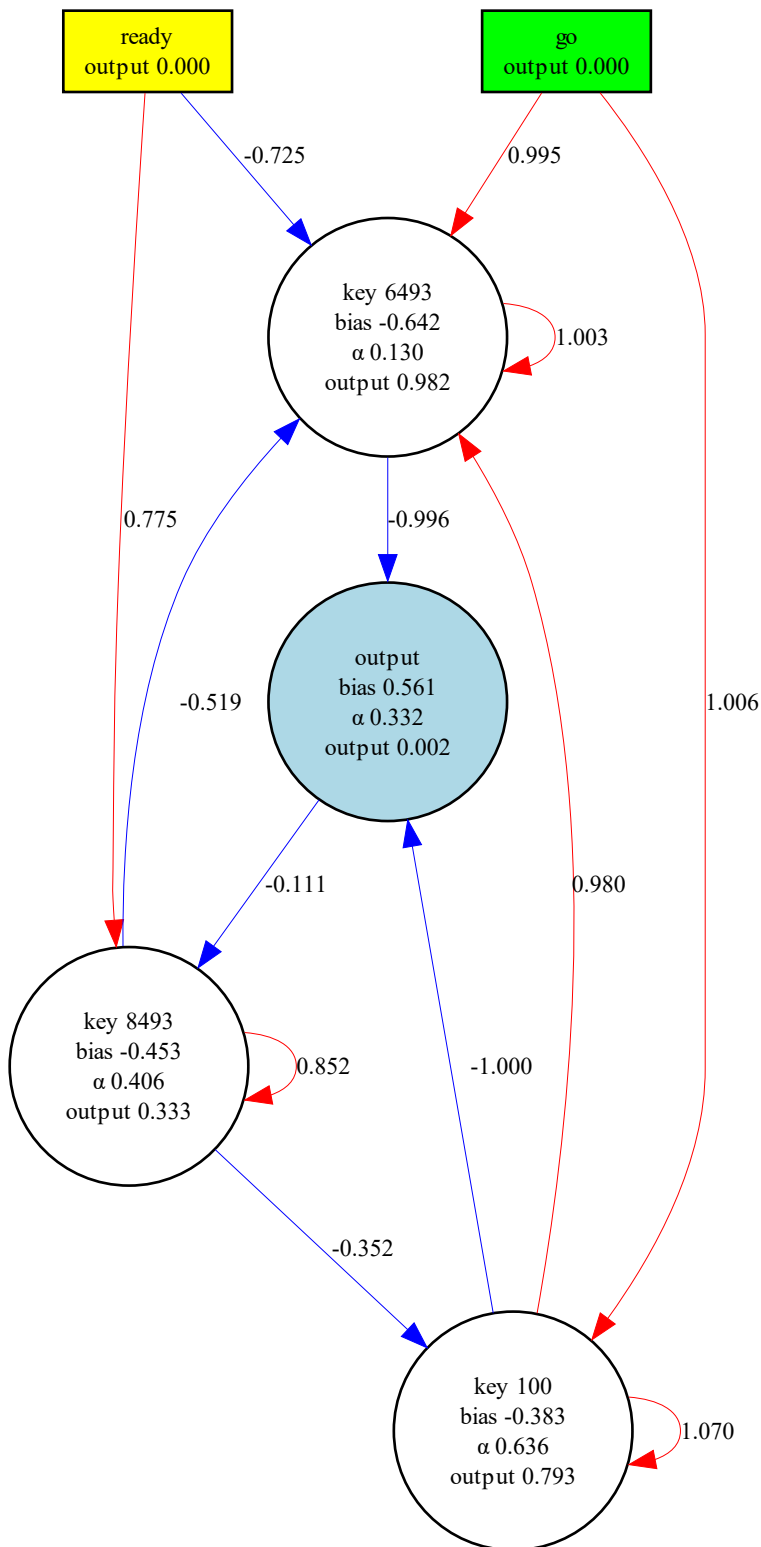 ready
output 0.000
go
output 0.000
-0.725
0.995
key 6493
bias -0.642
α 0.130
output 0.982
1.003
0.775
-0.996
-0.519
output
bias 0.561
α 0.332
output 0.002
1.006
-0.111
0.980
key 8493
bias -0.453
α 0.406
output 0.333
0.852
-1.000
-0.352
key 100
bias -0.383
α 0.636
output 0.793
1.070